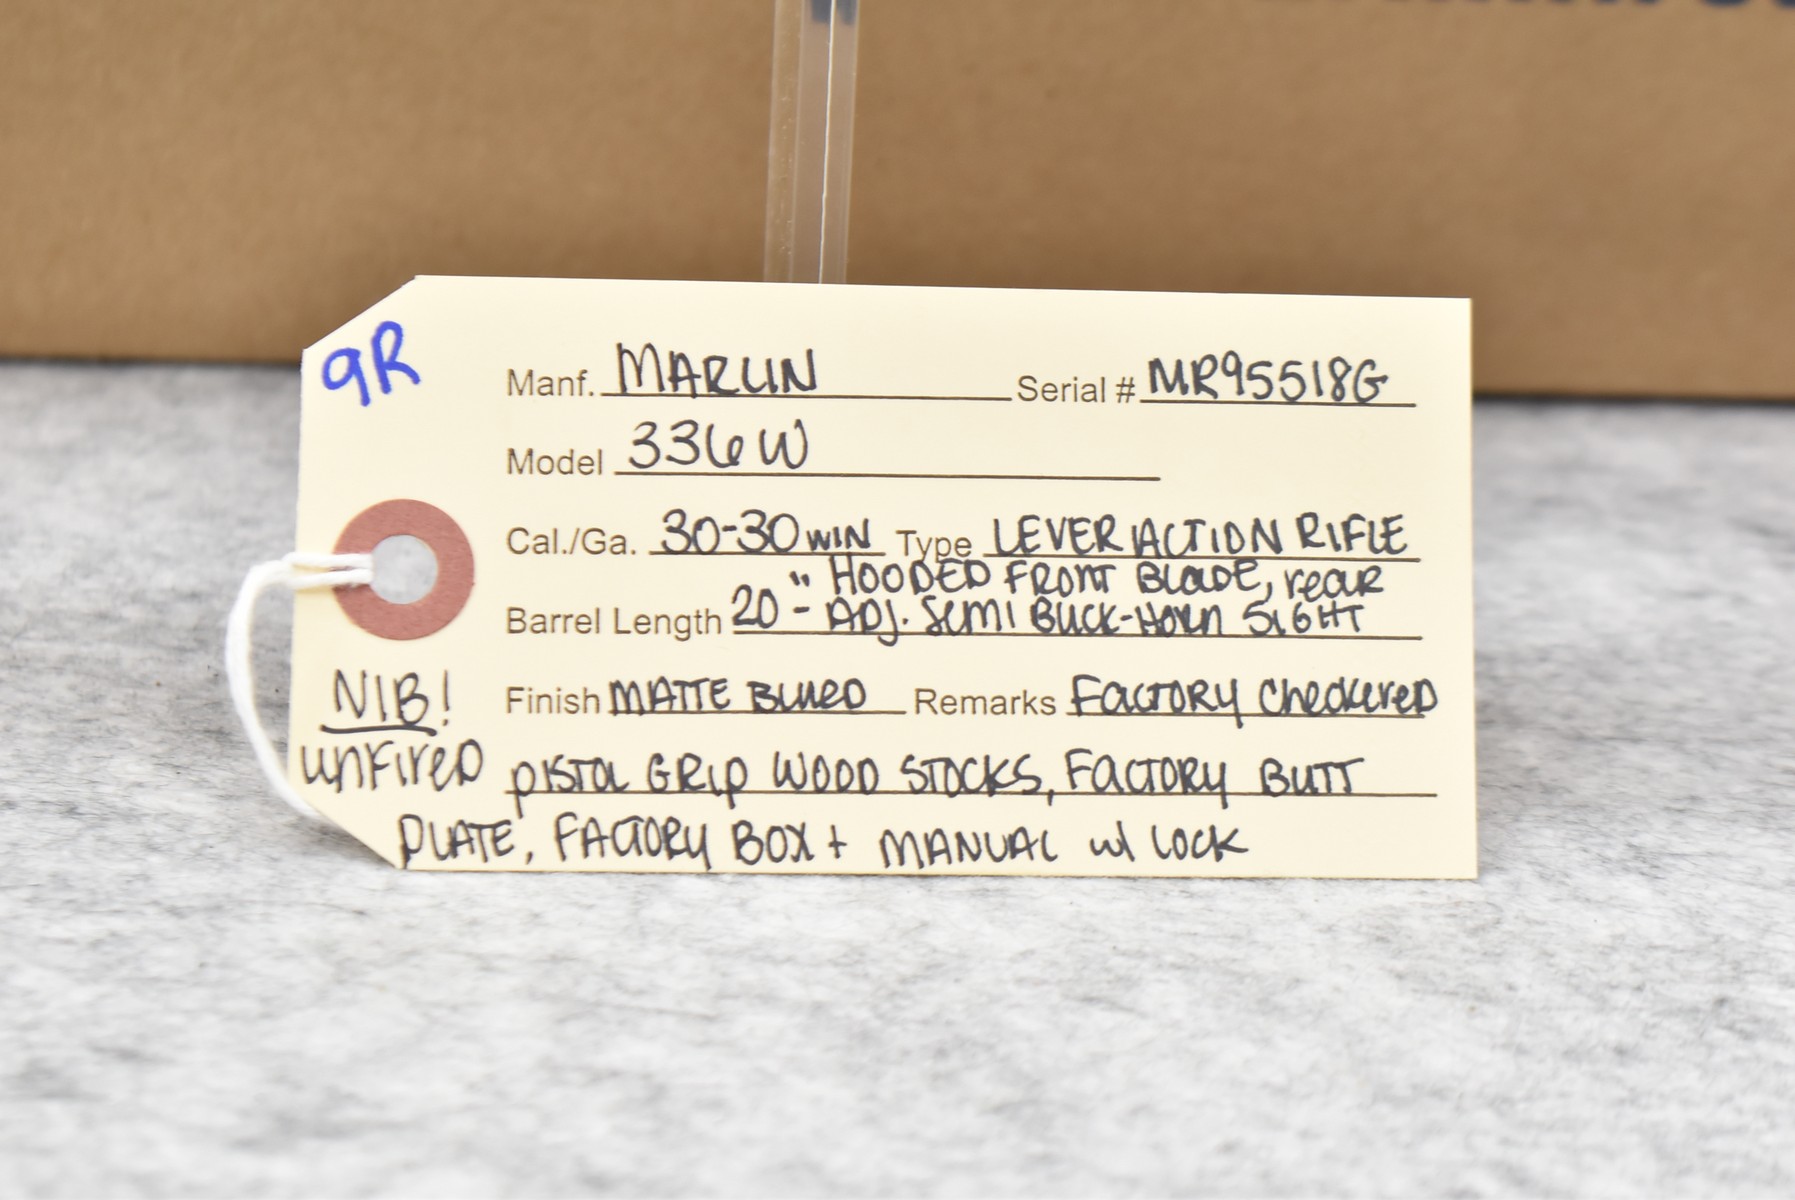 9R
Manf. MARLIN Serial # MR95518G
Model 336W
Cal./Ga. 30-30 WIN Type LEVER ACTION RIFLE
HOODED FRONT BLADE, rear
Barrel Length 20" - ADJ. Semi BUCK-HORN SIGHT
NIB! Finish MATTE BLUED Remarks FACTORY CHECKERED
UNFIRED PISTOL GRIP WOOD STOCKS, FACTORY BUTT
PLATE, FACTORY BOX + MANUAL w/ LOCK